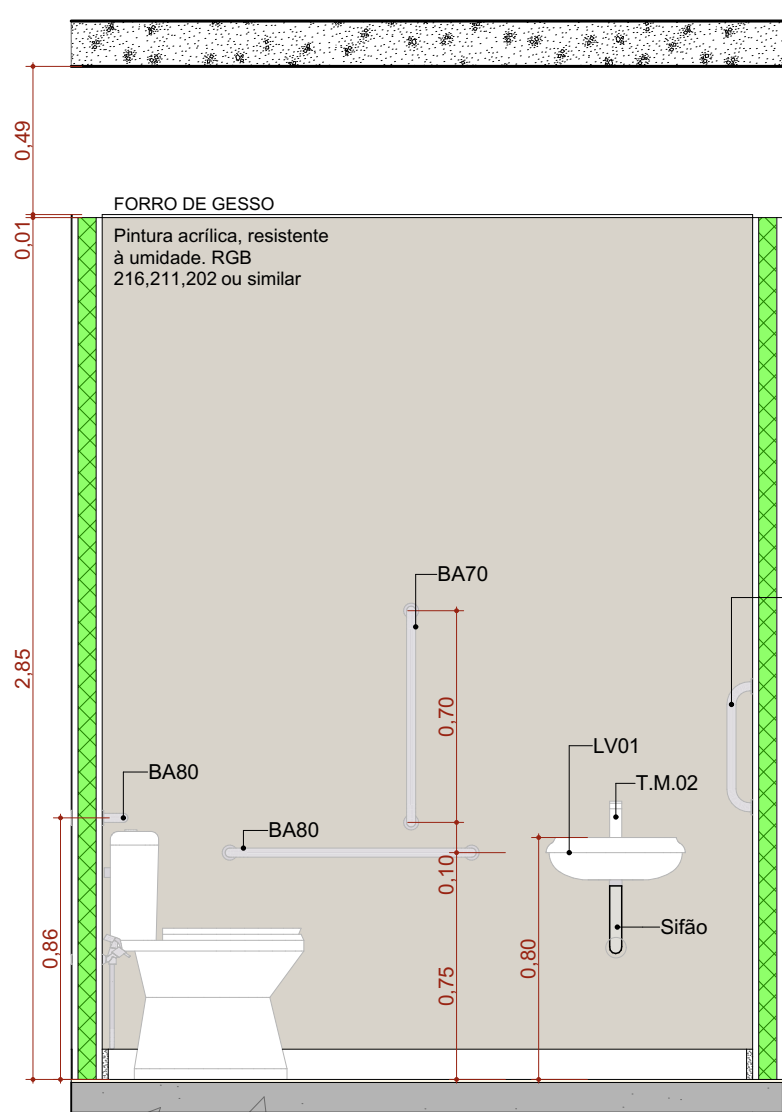 0,49
FORRO DE GESSO
0,01
Pintura acrílica, resistente
à umidade. RGB
216,211,202 ou similar
BA70
2,85
0,70
LV01
BA80
T.M.02
BA80
0,10
Sifão
0,86
0,80
0,75